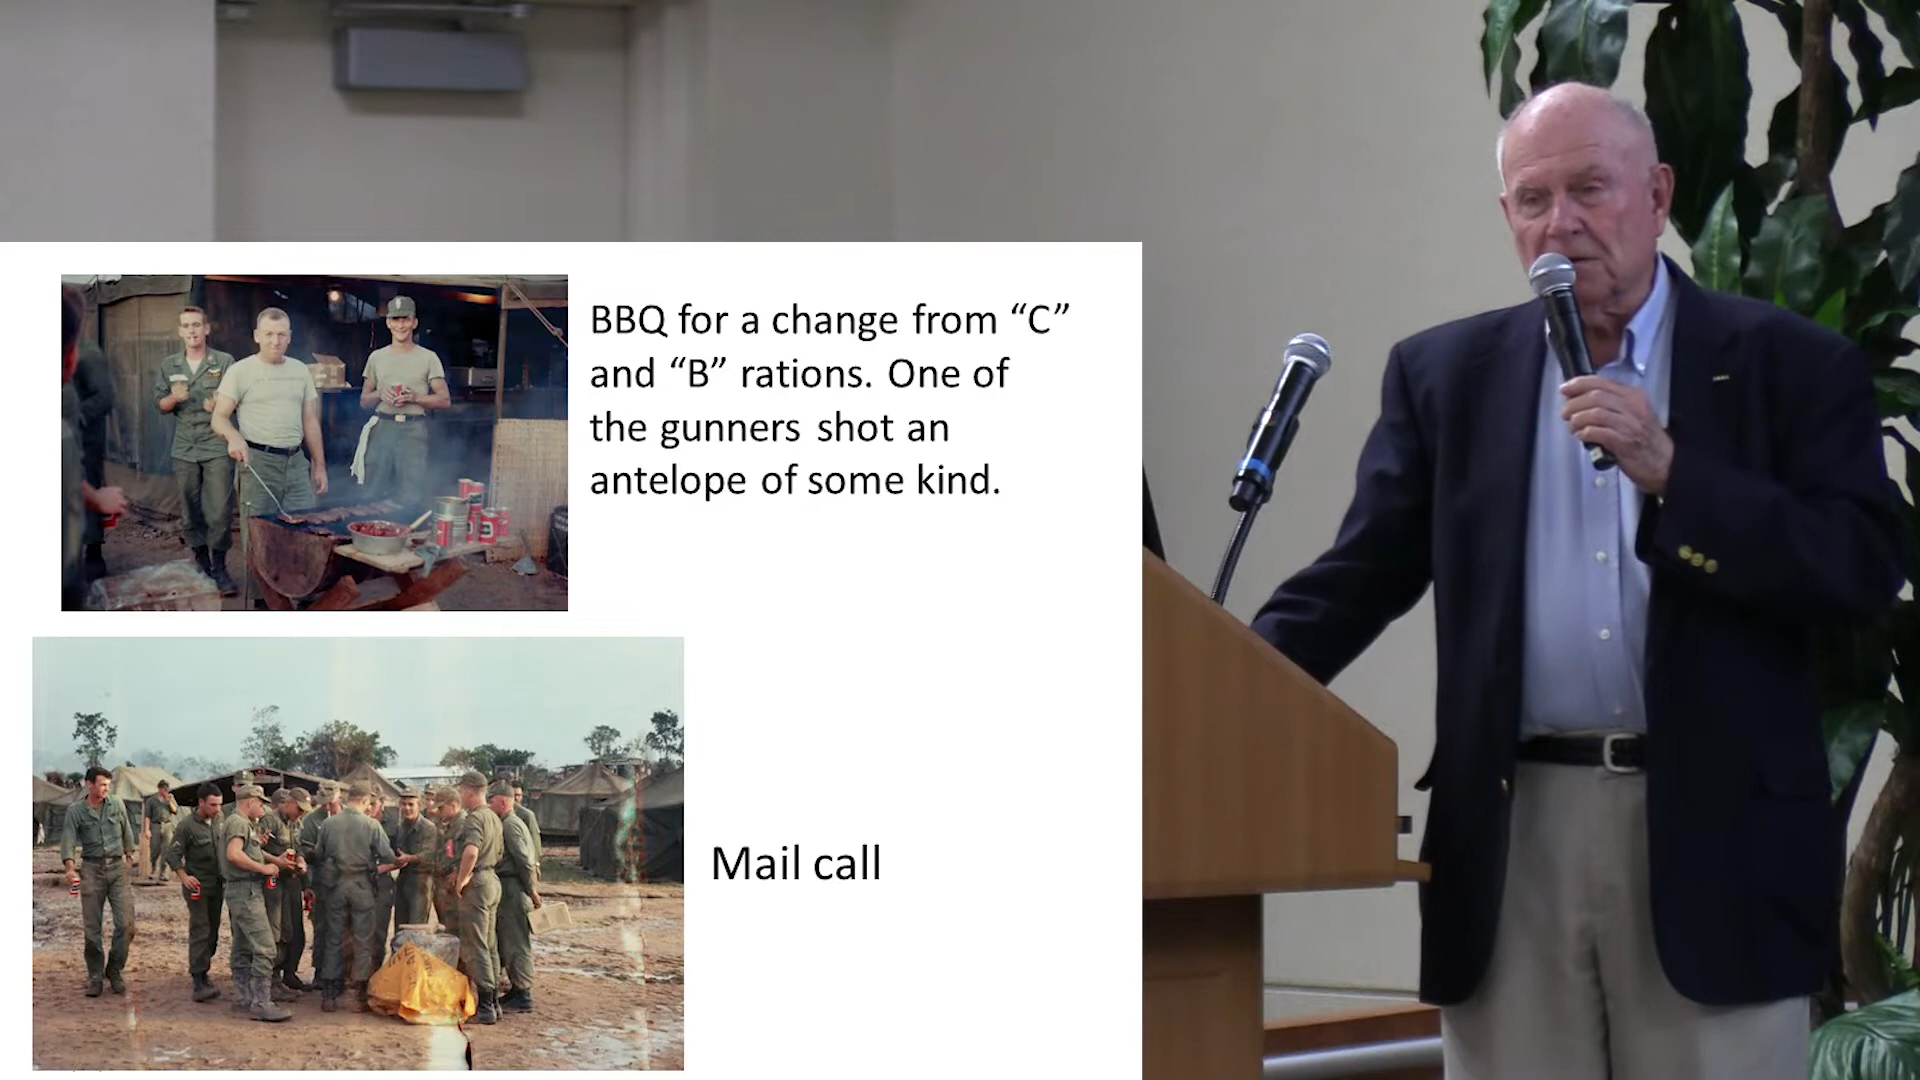 BBQ for a change from “C”
and “B” rations. One of
the gunners shot an
antelope of some kind.
Mail call